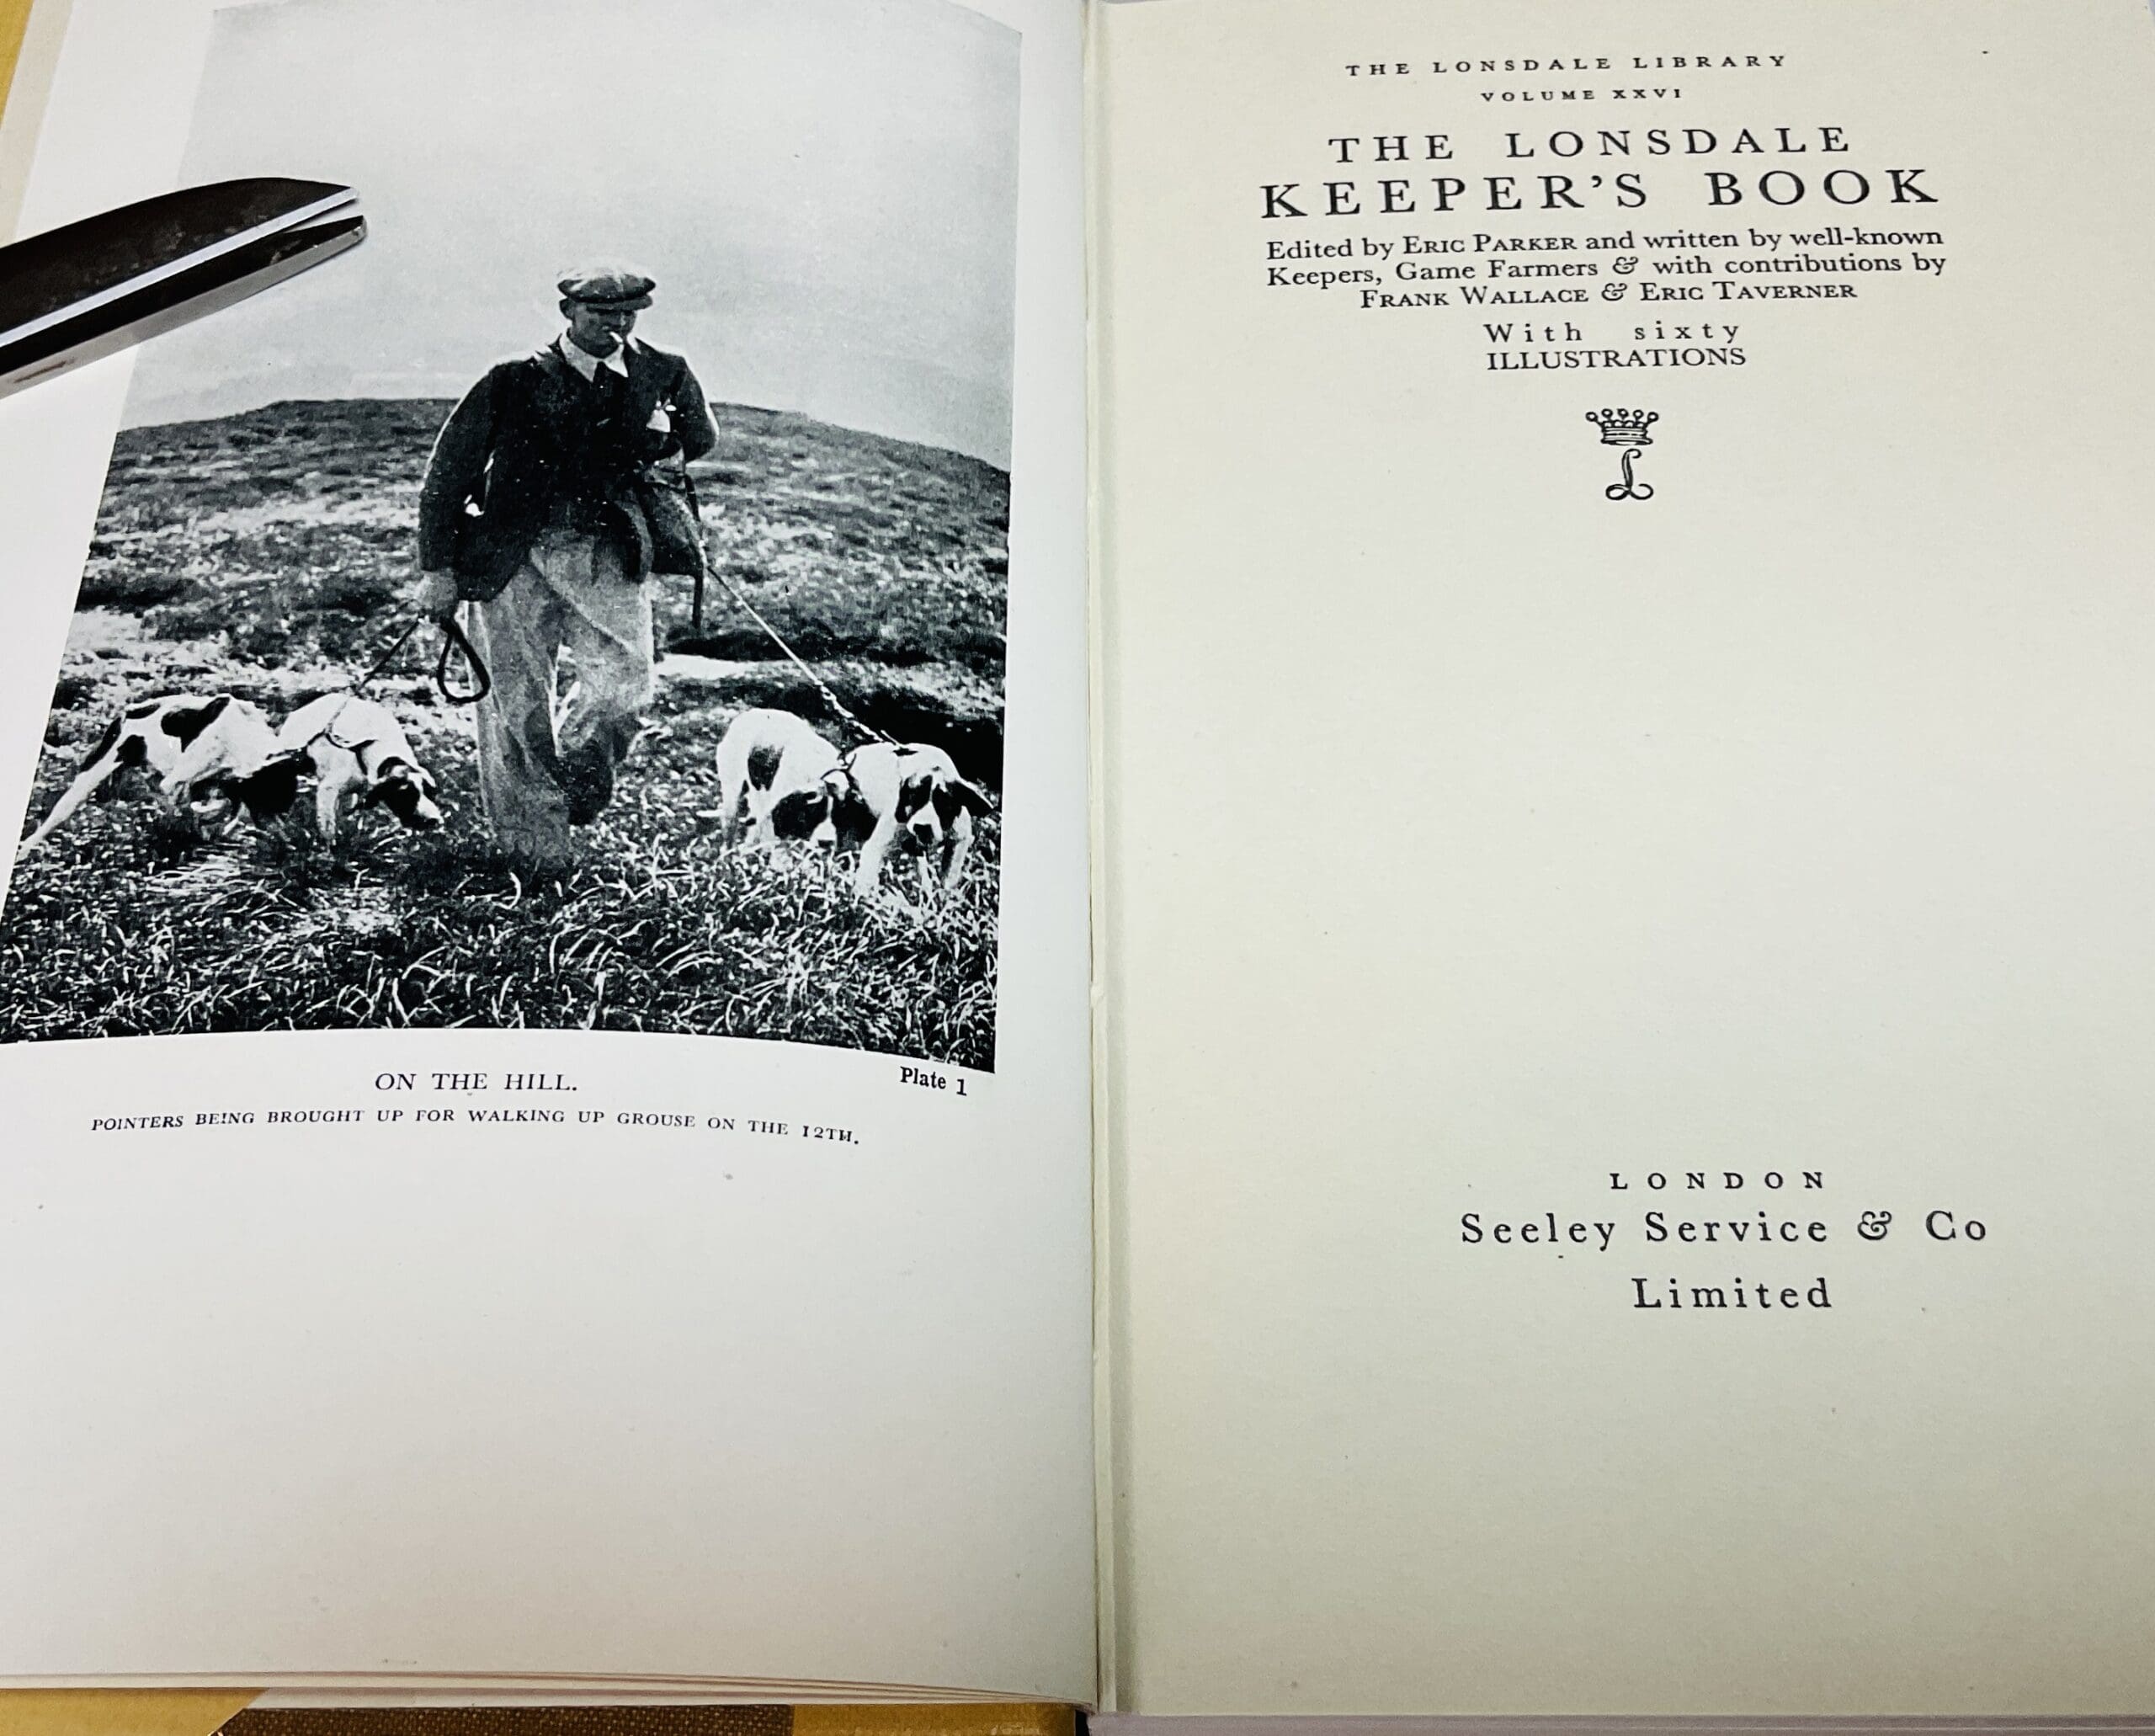 ON THE HILL.
Plate 1
POINTERS BEING BROUGHT UP FOR WALKING UP GROUSE ON THE 12TH.
THE LONSDALE LIBRARY
VOLUME XXVI
THE LONSDALE
KEEPER'S BOOK
Edited by ERIC PARKER and written by well-known
Keepers, Game Farmers & with contributions by
FRANK WALLACE & ERIC TAVERNER
With sixty
ILLUSTRATIONS
L
LONDON
Seeley Service & Co
Limited